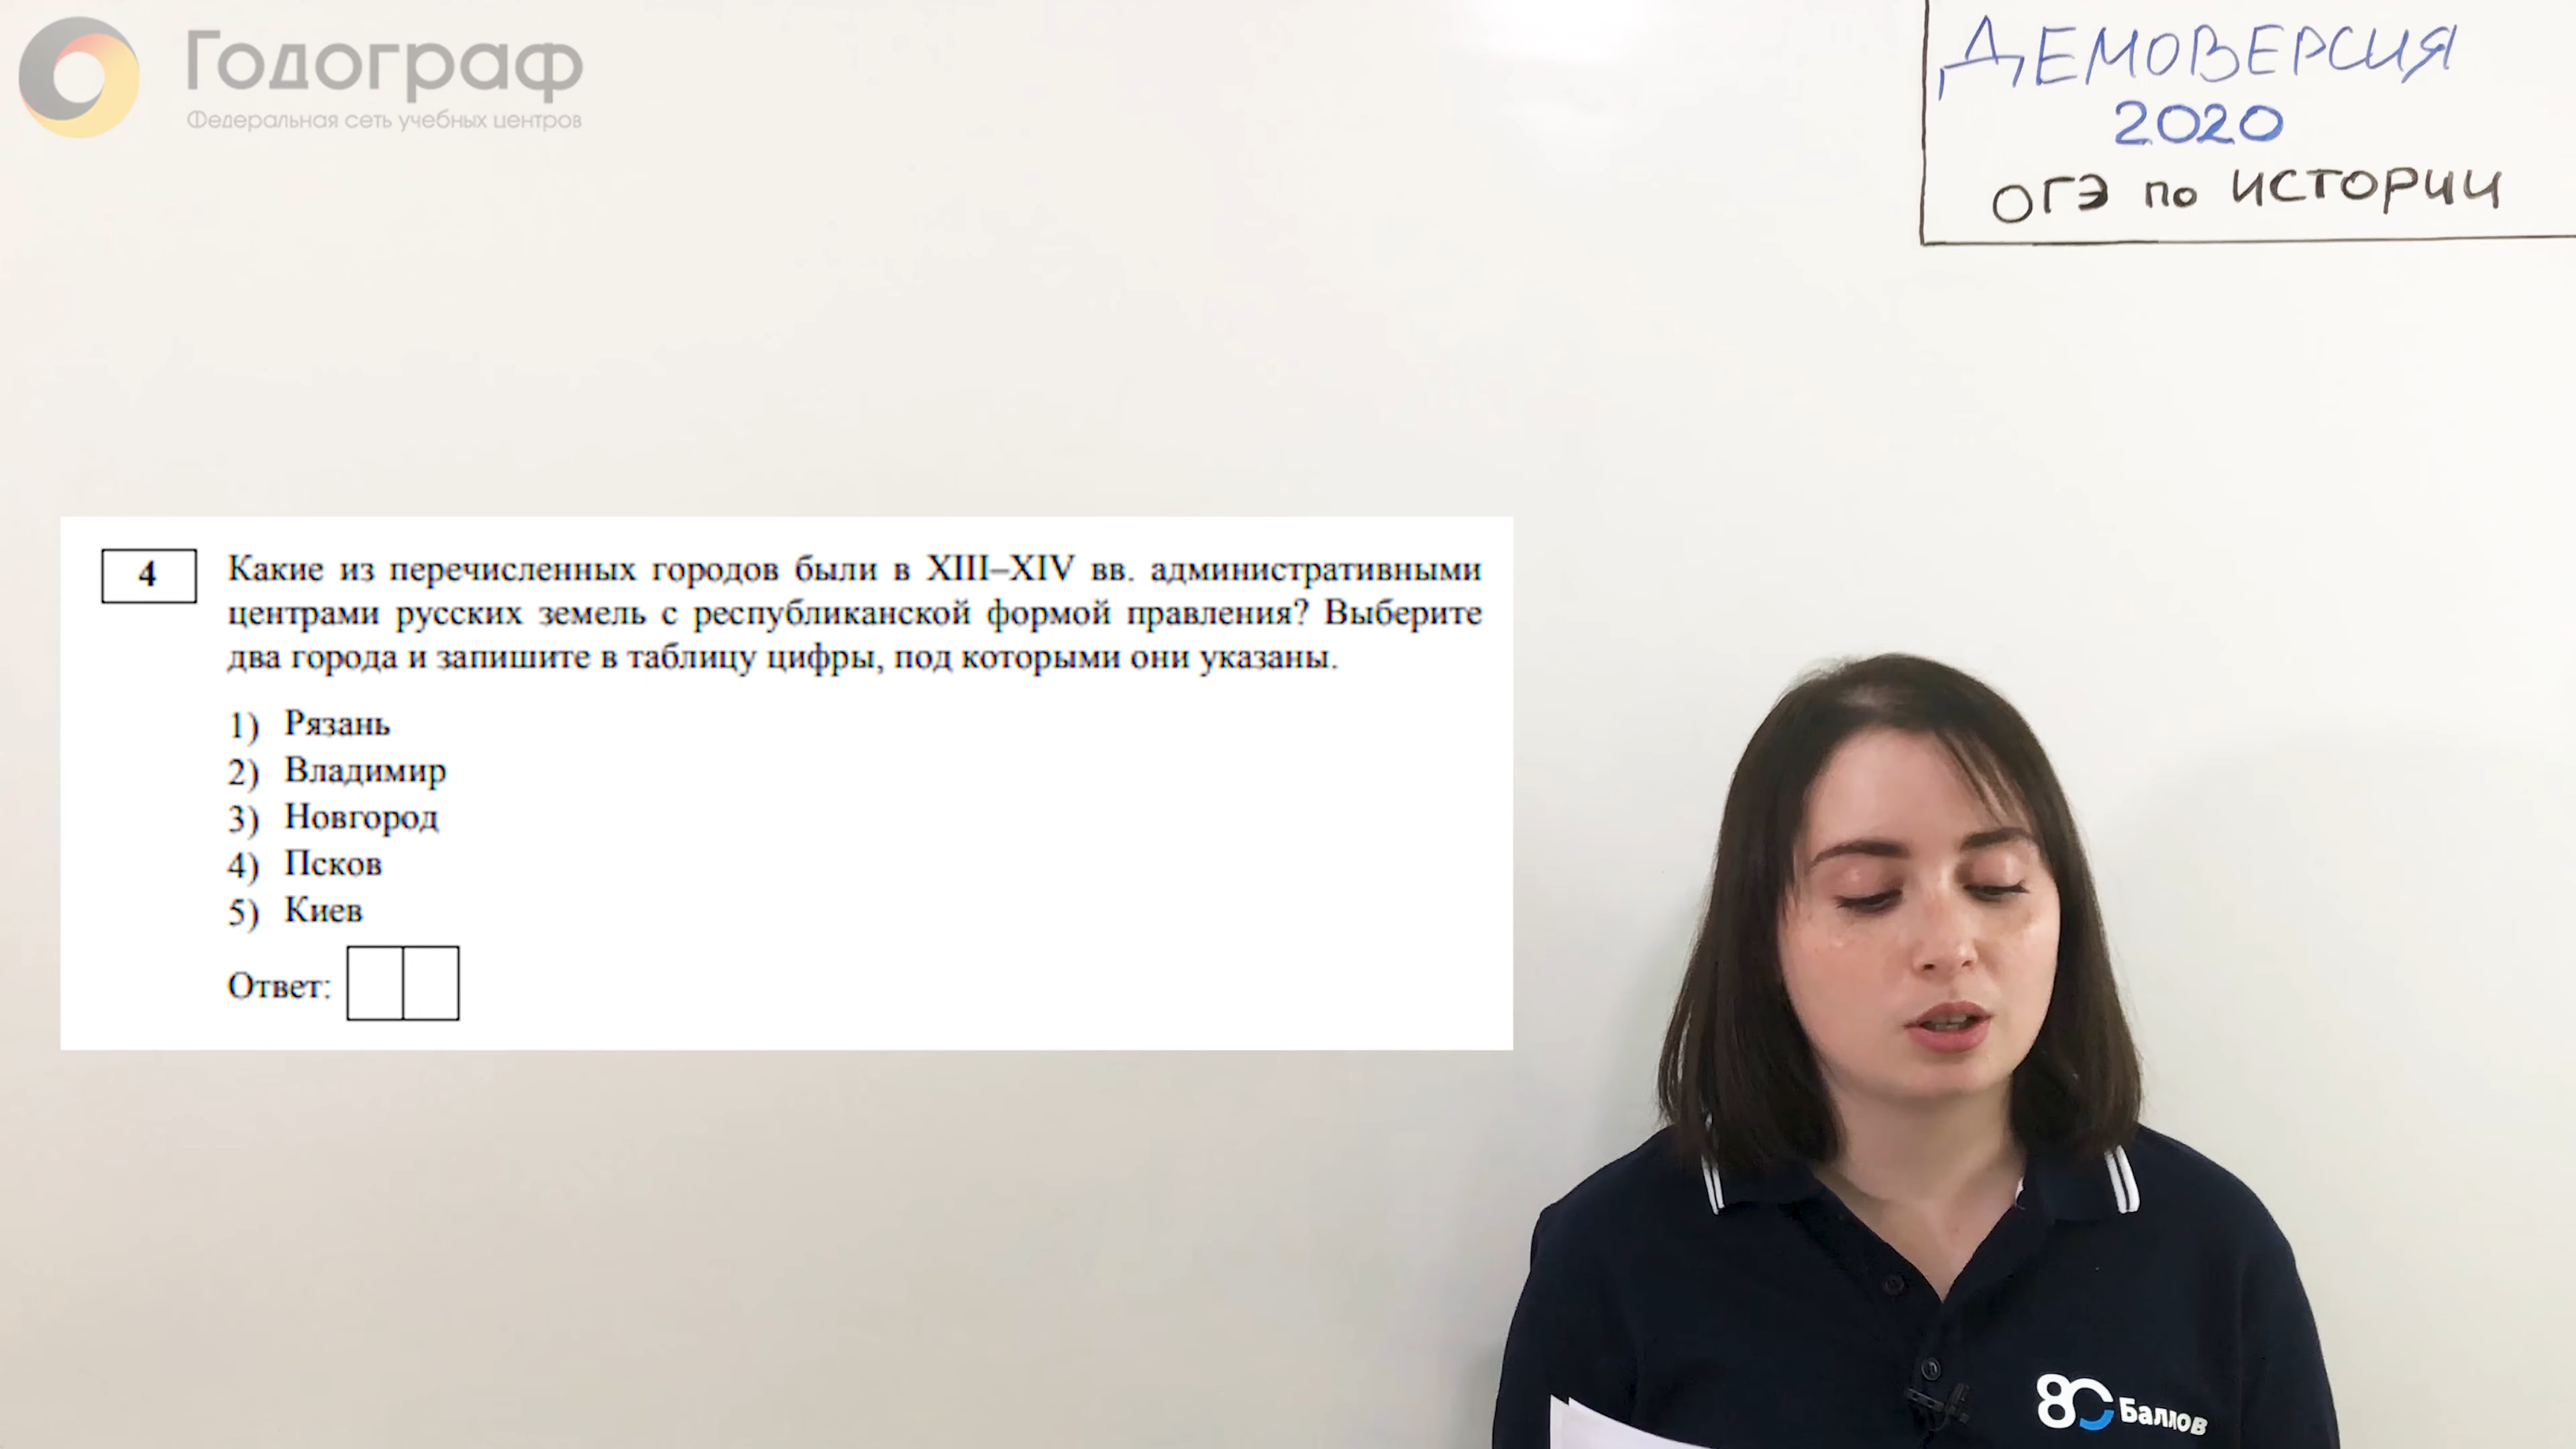 Годограф
Федеральная сеть учебных центров
ДЕМОВЕРСИЯ
2020
ОГЭ по ИСТОРИИ
4
Какие из перечисленных городов были в XIII–XIV вв. административными
центрами русских земель с республиканской формой правления? Выберите
два города и запишите в таблицу цифры, под которыми они указаны.
1) Рязань
2) Владимир
3) Новгород
4) Псков
5) Киев
Ответ:
80 Баллов